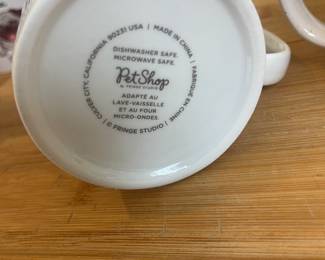 CULVER CITY, CALIFORNIA 90231 USA | MADE IN CHINA | FABRIQUÉ EN CHINE | © FRINGE STUDIO |
DISHWASHER SAFE.
MICROWAVE SAFE.
PetShop
BY FRINGE STUDIO
ADAPTÉ AU
LAVE-VAISSELLE
ET AU FOUR
MICRO-ONDES